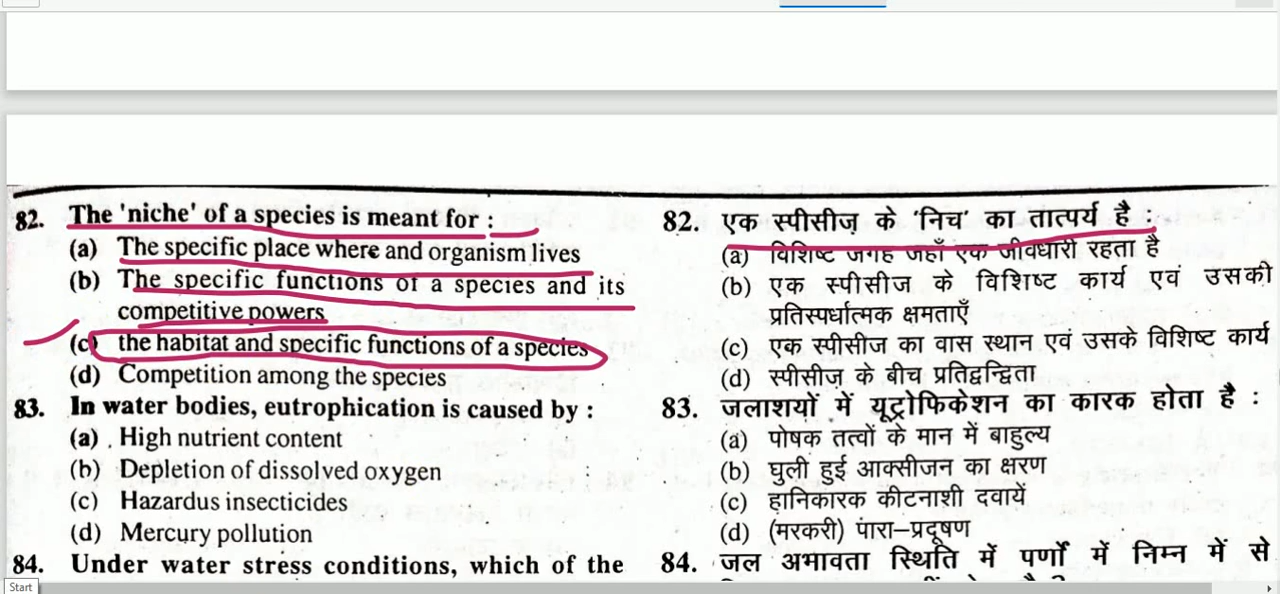 82. The 'niche' of a species is meant for :
(a) The specific place where and organism lives
(b) The specific functions of a species and its
competitive powers
(c) the habitat and specific functions of a species
(d) Competition among the species
83. In water bodies, eutrophication is caused by :
(a) . High nutrient content
(b) Depletion of dissolved oxygen
(c) Hazardus insecticides
(d) Mercury pollution
84. Under water stress conditions, which of the
82. एक स्पीसीज़ के 'निच' का तात्पर्य है :
(a) विशिष्ट जगह जहाँ एक जीवधारी रहता है
(b) एक स्पीसीज के विशिष्ट कार्य एवं उसकी
प्रतिस्पर्धात्मक क्षमताएँ
(c) एक स्पीसीज का वास स्थान एवं उसके विशिष्ट कार्य
(d) स्पीसीज़ के बीच प्रतिद्वन्द्विता
83. जलाशयों में यूट्रोफिकेशन का कारक होता है :
(a) पोषक तत्वों के मान में बाहुल्य
(b) घुली हुई आक्सीजन का क्षरण
(c) हानिकारक कीटनाशी दवायें
(d) (मरकरी) पारा-प्रदूषण
84. जल अभावता स्थिति में पर्णों में निम्न में से
Start